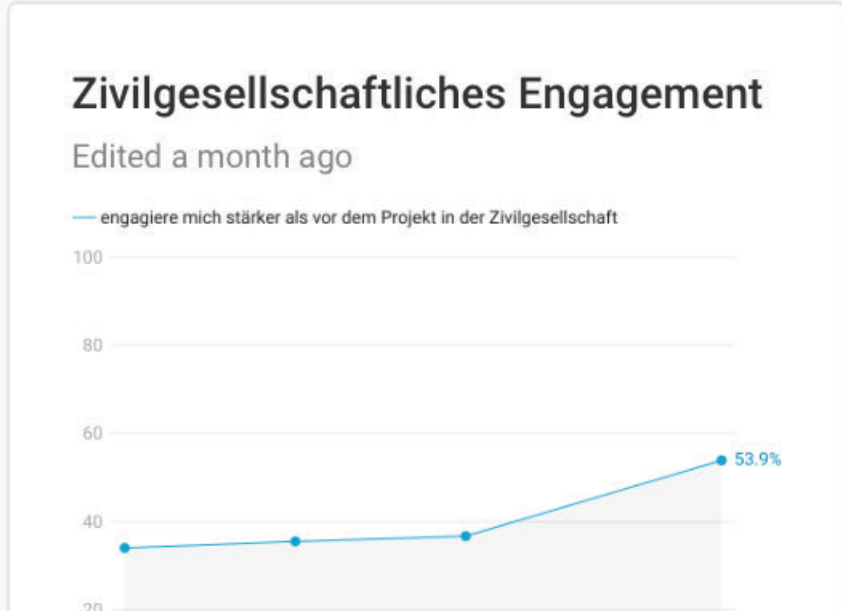 Zivilgesellschaftliches Engagement
Edited a month ago
engagiere mich stärker als vor dem Projekt in der Zivilgesellschaft
100
80
60
53.9%
40
20